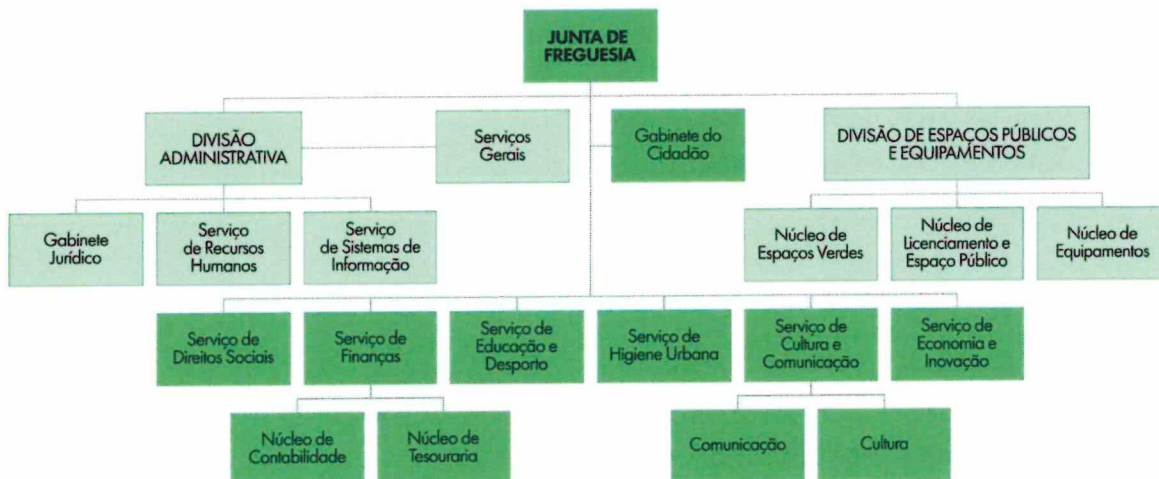 JUNTA DE
FREGUESIA
DIVISÃO
ADMINISTRATIVA
Serviços
Gerais
Gabinete do
Cidadão
DIVISÃO DE ESPAÇOS PÚBLICOS
E EQUIPAMENTOS
Gabinete
Jurídico
Serviço
de Recursos
Humanos
Serviço
de Sistemas de
Informação
Núcleo de
Espaços Verdes
Núcleo de
Licenciamento e
Espaço Público
Núcleo de
Equipamentos
Serviço de
Direitos Sociais
Serviço de
Finanças
Serviço de
Educação e
Desporto
Serviço de
Higiene Urbana
Serviço de
Cultura e
Comunicação
Serviço de
Economia e
Inovação
Núcleo de
Contabilidade
Núcleo de
Tesouraria
Comunicação
Cultura